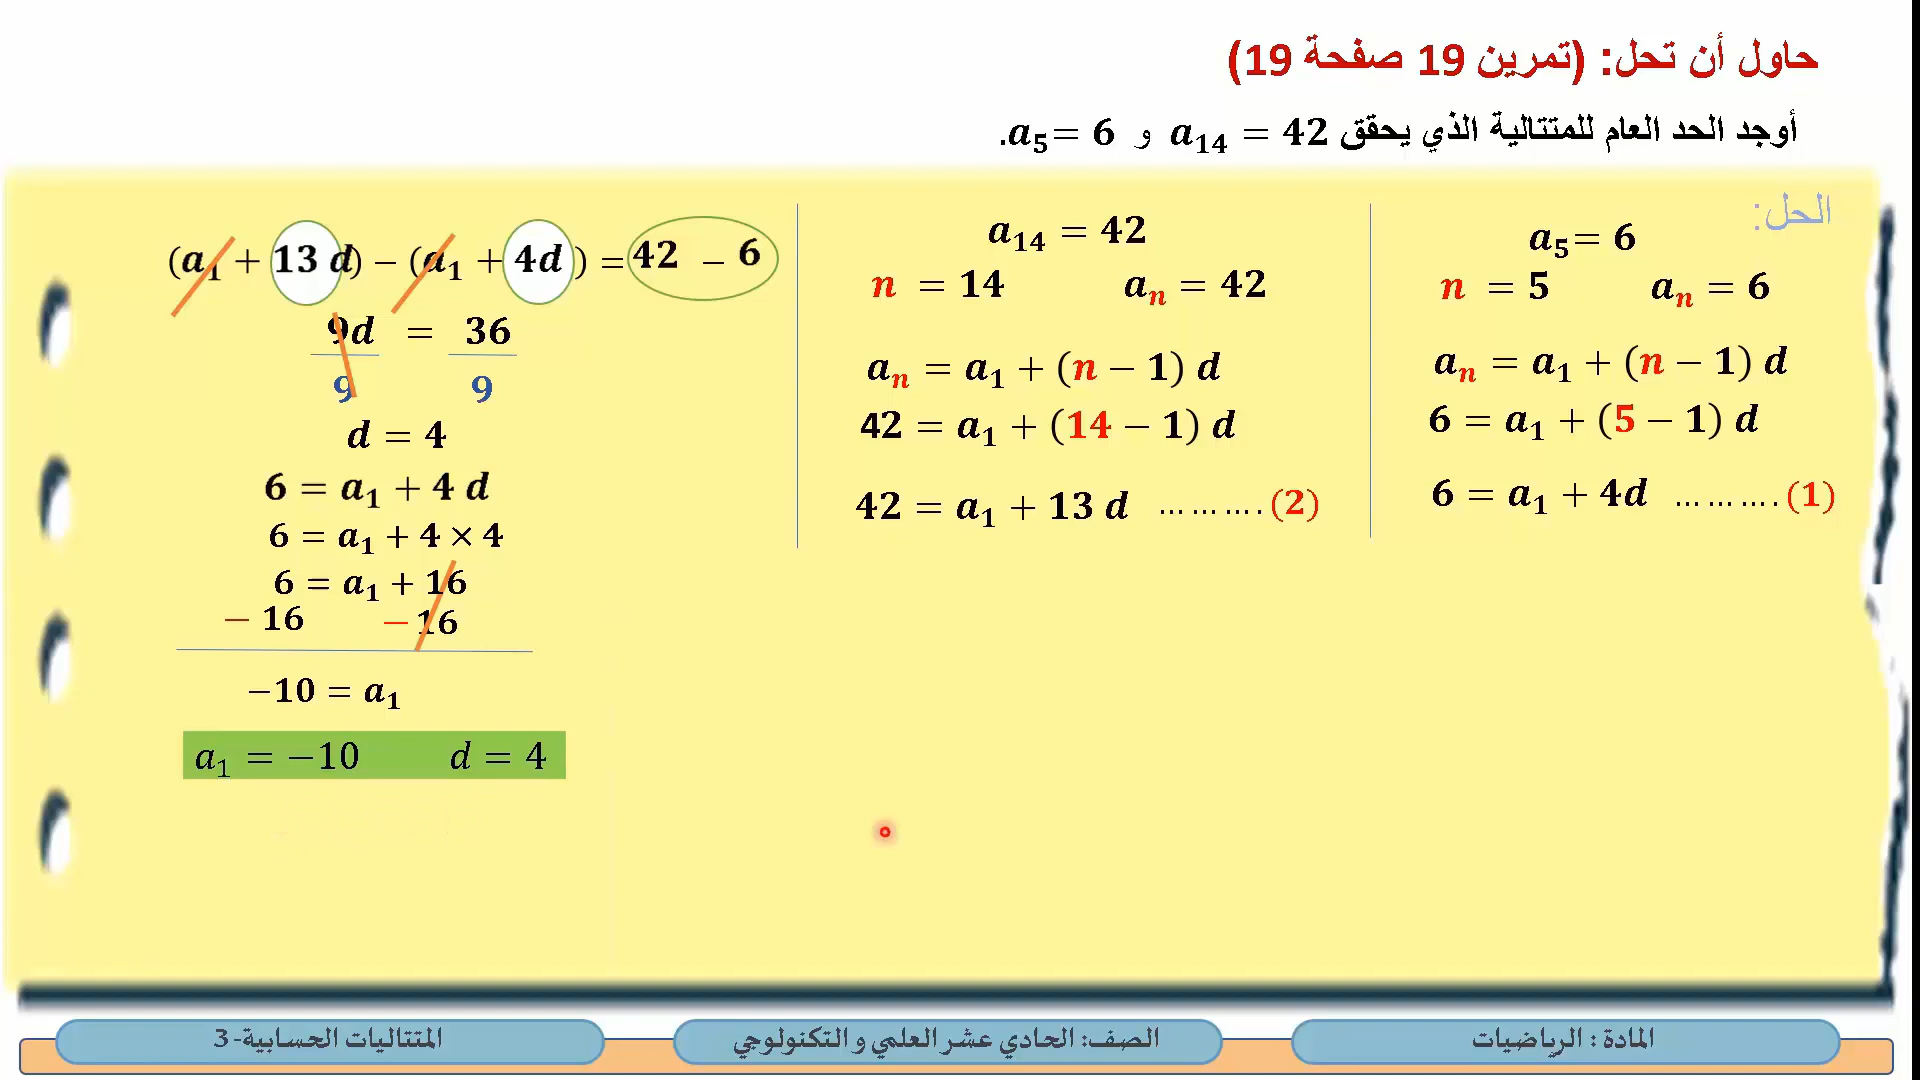 حاول أن تحل: (تمرين 19 صفحة 19)
أوجد الحد العام للمتتالية الذي يحقق a₁₄ = 42 و a₅= 6.
الحل:
a₅= 6
n = 5 aₙ = 6
aₙ = a₁ + (n − 1) d
6 = a₁ + (5 − 1) d
6 = a₁ + 4d ………. (1)
a₁₄ = 42
n = 14 aₙ = 42
aₙ = a₁ + (n − 1) d
42 = a₁ + (14 − 1) d
42 = a₁ + 13 d ………. (2)
(a₁ + 13 d) − (a₁ + 4d ) = 42 − 6
9d = 36
9 9
d = 4
6 = a₁ + 4 d
6 = a₁ + 4 × 4
6 = a₁ + 16
− 16 − 16
−10 = a₁
a₁ = −10 d = 4
المادة : الرياضيات
الصف: الحادي عشر العلمي و التكنولوجي
المتتاليات الحسابية- 3